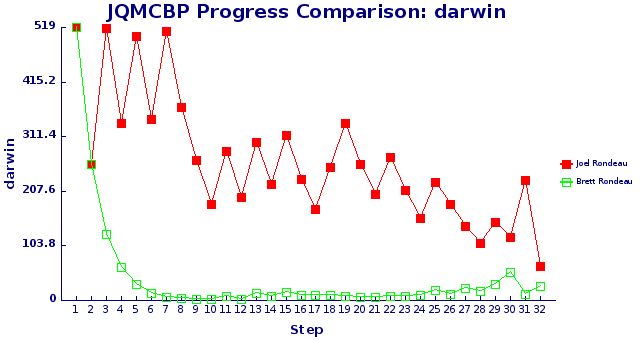 JQMCBP Progress Comparison: darwin
519
415.2
311.4
207.6
103.8
0
darwin
1 2 3 4 5 6 7 8 9 10 11 12 13 14 15 16 17 18 19 20 21 22 23 24 25 26 27 28 29 30 31 32
Step
Joel Rondeau
Brett Rondeau